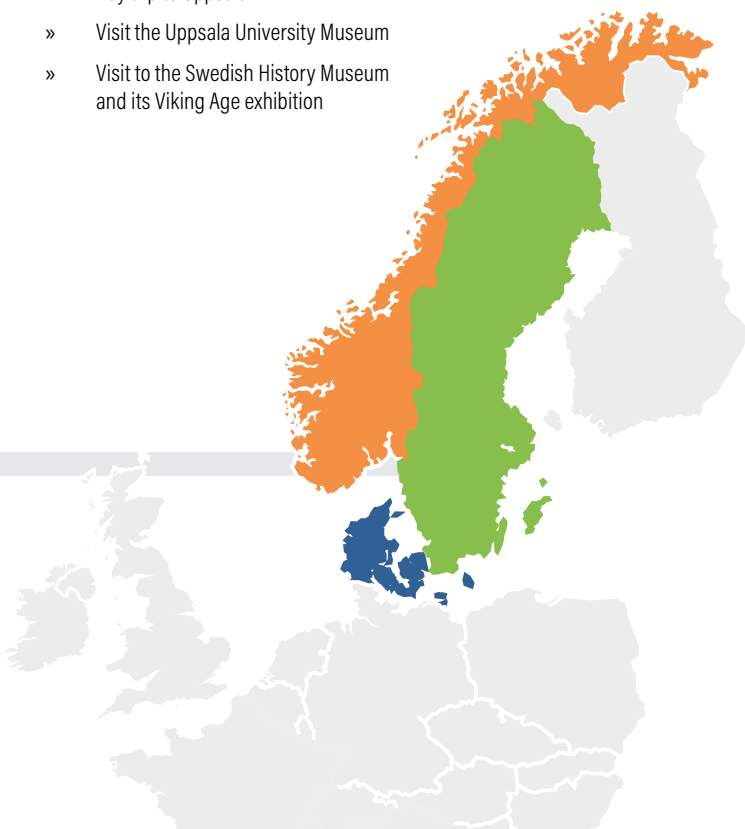 » Visit the Uppsala University Museum
» Visit to the Swedish History Museum
and its Viking Age exhibition